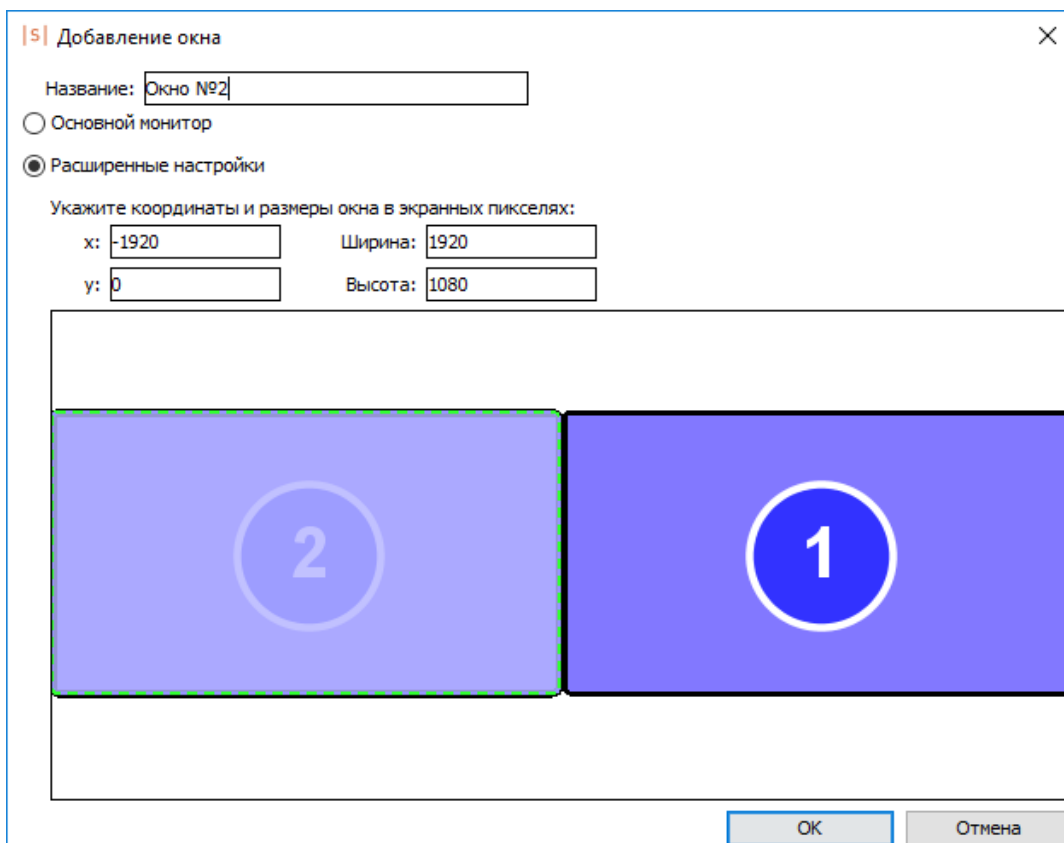 |S| Добавление окна
Название: Окно №2
Основной монитор
Расширенные настройки
Укажите координаты и размеры окна в экранных пикселях:
x: -1920 Ширина: 1920
y: 0 Высота: 1080
2 1
OK Отмена